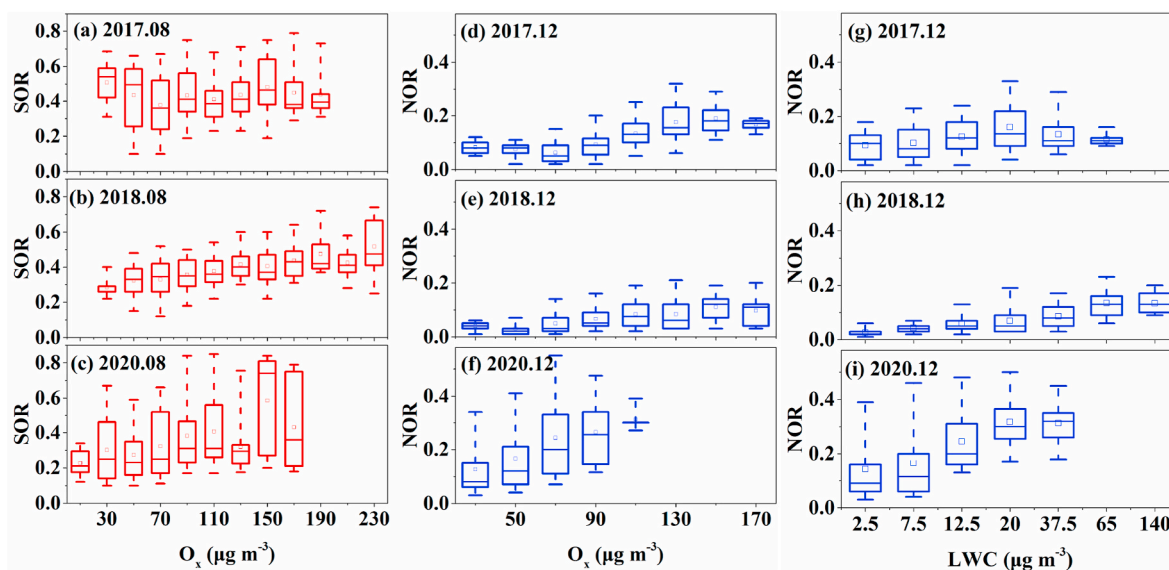 (a) 2017.08
0.8
0.6
0.4
0.2
0.0
SOR
(b) 2018.08
0.8
0.6
0.4
0.2
0.0
SOR
(c) 2020.08
0.8
0.6
0.4
0.2
0.0
SOR
30 70 110 150 190 230
Oₓ (μg m⁻³)
(d) 2017.12
0.4
0.2
0.0
NOR
(e) 2018.12
0.4
0.2
0.0
NOR
(f) 2020.12
0.4
0.2
0.0
NOR
50 90 130 170
Oₓ (μg m⁻³)
(g) 2017.12
0.4
0.2
0.0
NOR
(h) 2018.12
0.4
0.2
0.0
NOR
(i) 2020.12
0.4
0.2
0.0
NOR
2.5 7.5 12.5 20 37.5 65 140
LWC (μg m⁻³)